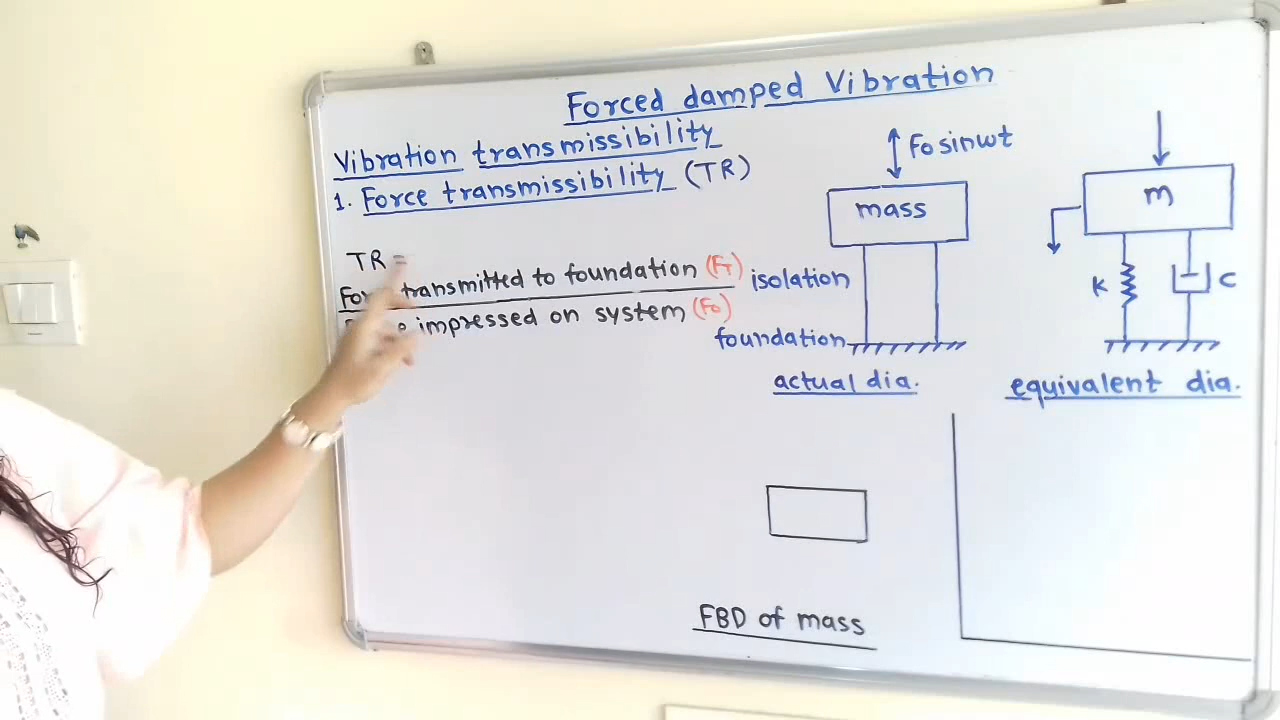 Forced damped Vibration
Vibration transmissibility
1. Force transmissibility (TR)
TR =
transmitted to foundation (FT)
impressed on system (Fo)
Fo sinwt
mass
isolation
foundation
actual dia.
m
K
C
equivalent dia.
FBD of mass